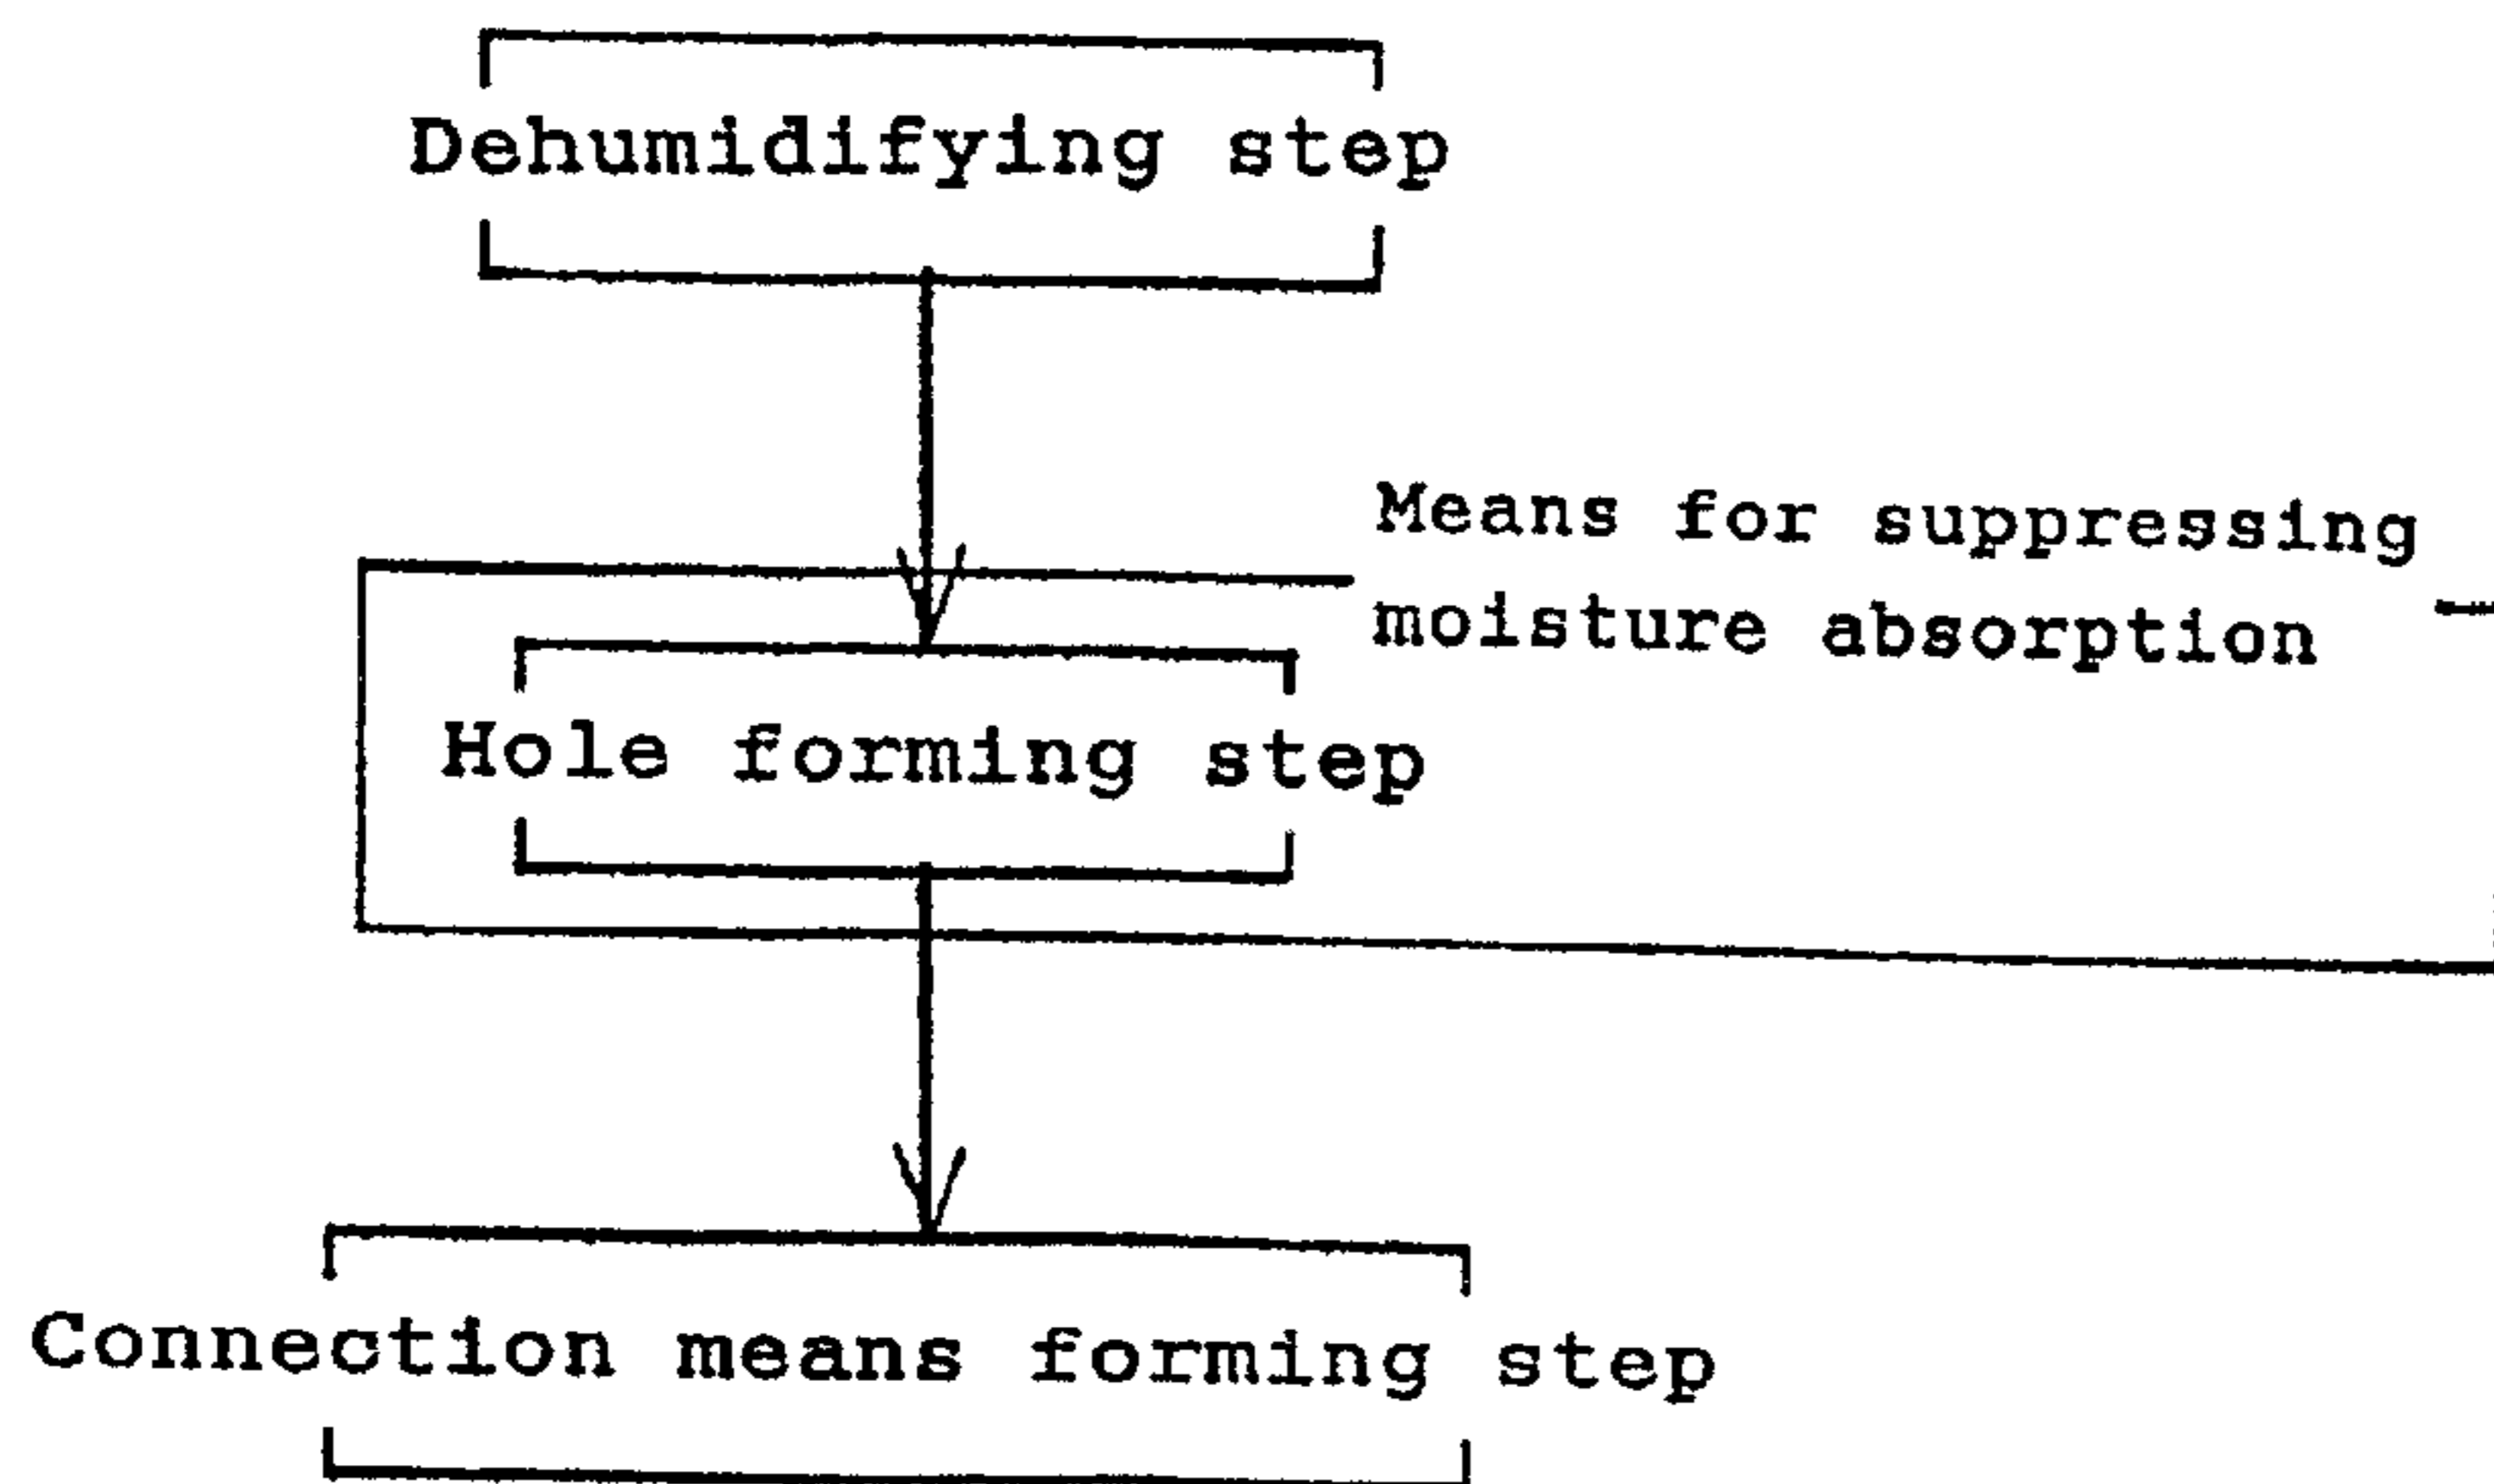 Dehumidifying step
Means for suppressing
moisture absorption
Hole forming step
Connection means forming step